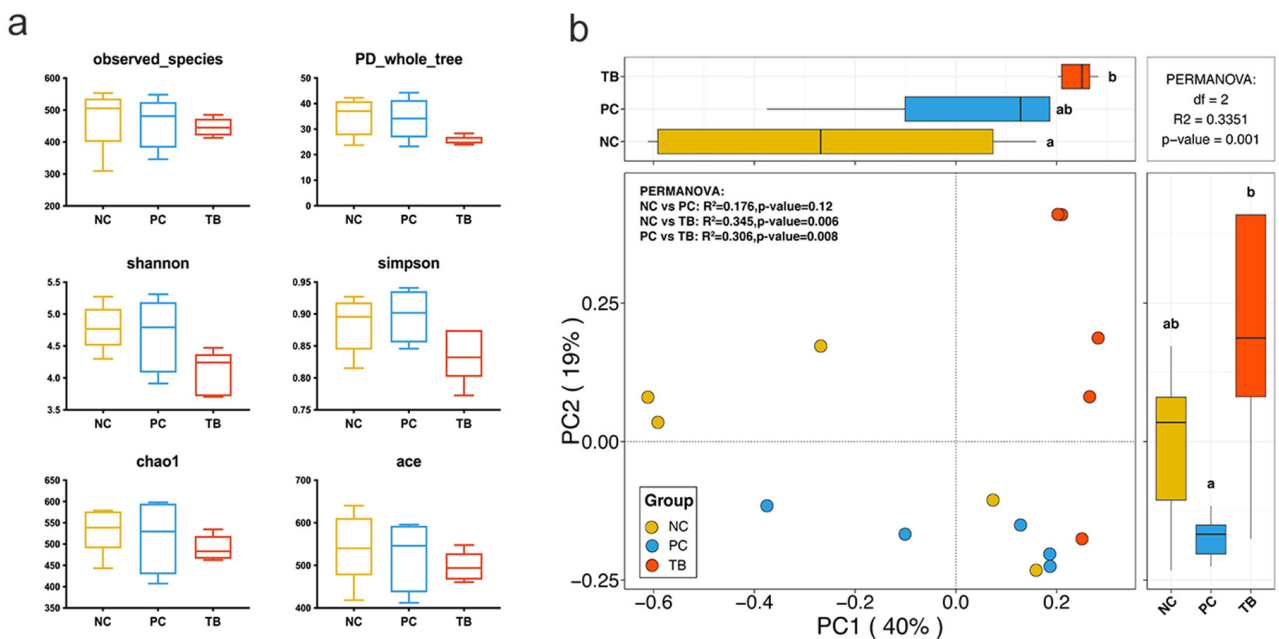 a
observed_species
600
500
400
300
200
NC PC TB
PD_whole_tree
50
40
30
20
10
0
NC PC TB
shannon
5.5
5.0
4.5
4.0
3.5
NC PC TB
simpson
0.95
0.90
0.85
0.80
0.75
NC PC TB
chao1
650
600
550
500
450
400
350
NC PC TB
ace
700
600
500
400
NC PC TB
b
TB
PC
NC
b
ab
a
PERMANOVA:
df = 2
R2 = 0.3351
p-value = 0.001
PERMANOVA:
NC vs PC: R²=0.176,p-value=0.12
NC vs TB: R²=0.345,p-value=0.006
PC vs TB: R²=0.306,p-value=0.008
PC2 ( 19% )
0.25
0.00
−0.25
Group
NC
PC
TB
−0.6 −0.4 −0.2 0.0 0.2
PC1 ( 40% )
ab
a
b
NC PC TB